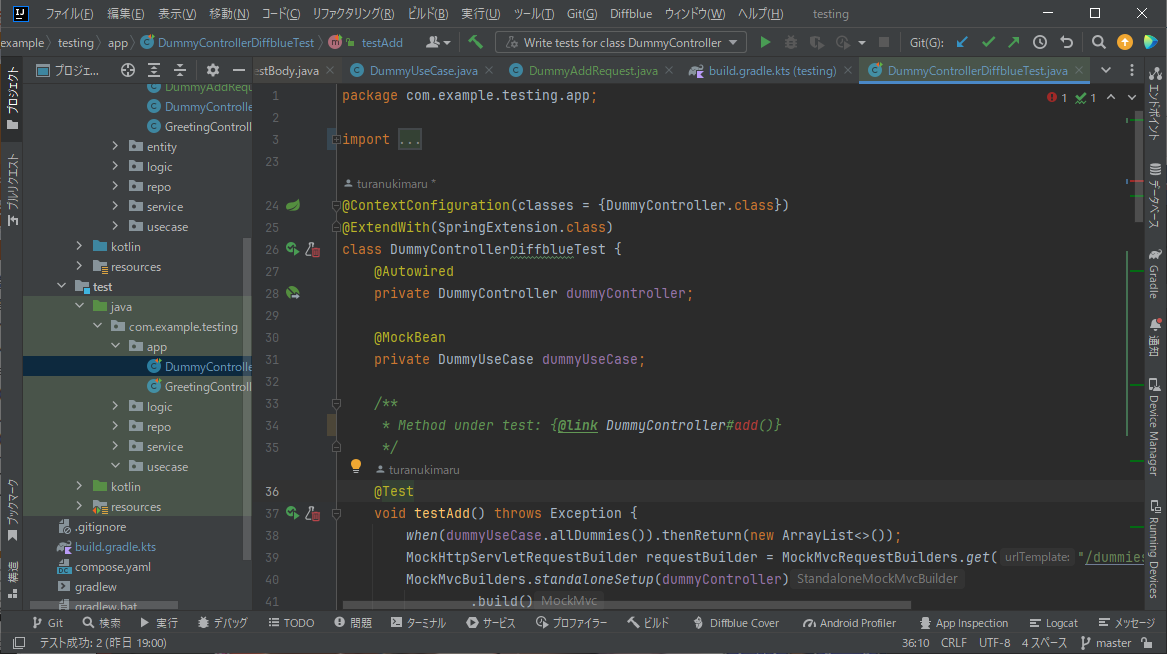 ファイル(F) 編集(E) 表示(V) 移動(N) コード(C) リファクタリング(R) ビルド(B) 実行(U) ツール(T) Git(G) Diffblue ウィンドウ(W) ヘルプ(H) testing
example testing app DummyControllerDiffblueTest testAdd Write tests for class DummyController Git(G):
プロジェ... estBody.java DummyUseCase.java DummyAddRequest.java build.gradle.kts (testing) DummyControllerDiffblueTest.java
プロジェクト
プルリクエスト
ブックマーク
構造
DummyAddRequ
DummyControlle
GreetingControll
entity
logic
repo
service
usecase
kotlin
resources
test
java
com.example.testing
app
DummyControlle
GreetingControll
logic
repo
service
usecase
kotlin
resources
.gitignore
build.gradle.kts
compose.yaml
gradlew
gradlew.bat
1 package com.example.testing.app;
1 1
2
3 import ...
23
turanukimaru *
24 @ContextConfiguration(classes = {DummyController.class})
25 @ExtendWith(SpringExtension.class)
26 class DummyControllerDiffblueTest {
27 @Autowired
28 private DummyController dummyController;
29
30 @MockBean
31 private DummyUseCase dummyUseCase;
32
33 /**
34 * Method under test: {@link DummyController#add()}
35 */
turanukimaru
36 @Test
37 void testAdd() throws Exception {
38 when(dummyUseCase.allDummies()).thenReturn(new ArrayList<>());
39 MockHttpServletRequestBuilder requestBuilder = MockMvcRequestBuilders.get( urlTemplate: "/dummies
40 MockMvcBuilders.standaloneSetup(dummyController) StandaloneMockMvcBuilder
41 .build() MockMvc
エンドポイント
データベース
Gradle
通知
Device Manager
Running Devices
Git 検索 実行 デバッグ TODO 問題 ターミナル サービス プロファイラー ビルド Diffblue Cover Android Profiler App Inspection Logcat メッセージ
テスト成功: 2 (昨日 19:00) 36:10 CRLF UTF-8 4 スペース master